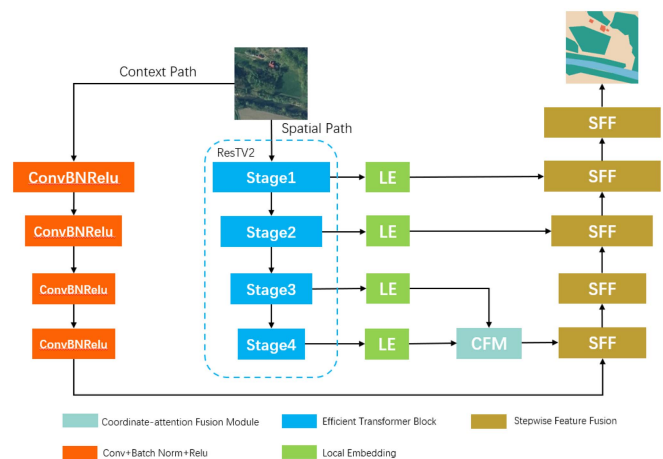 Context Path
Spatial Path
ResTV2
SFF
ConvBNRelu
Stage1
LE
SFF
ConvBNRelu
Stage2
LE
SFF
ConvBNRelu
Stage3
LE
SFF
ConvBNRelu
Stage4
LE
CFM
SFF
Coordinate-attention Fusion Module
Efficient Transformer Block
Stepwise Feature Fusion
Conv+Batch Norm+Relu
Local Embedding